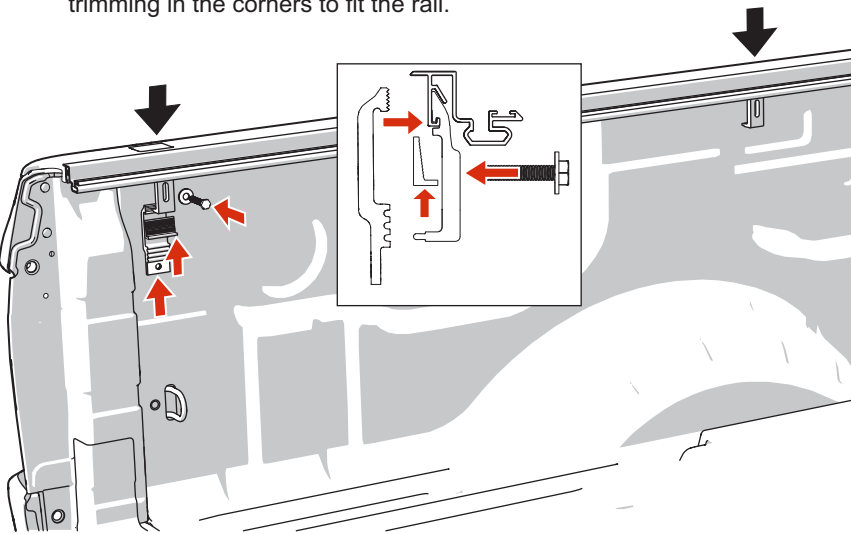 trimming in the corners to fit the rail.